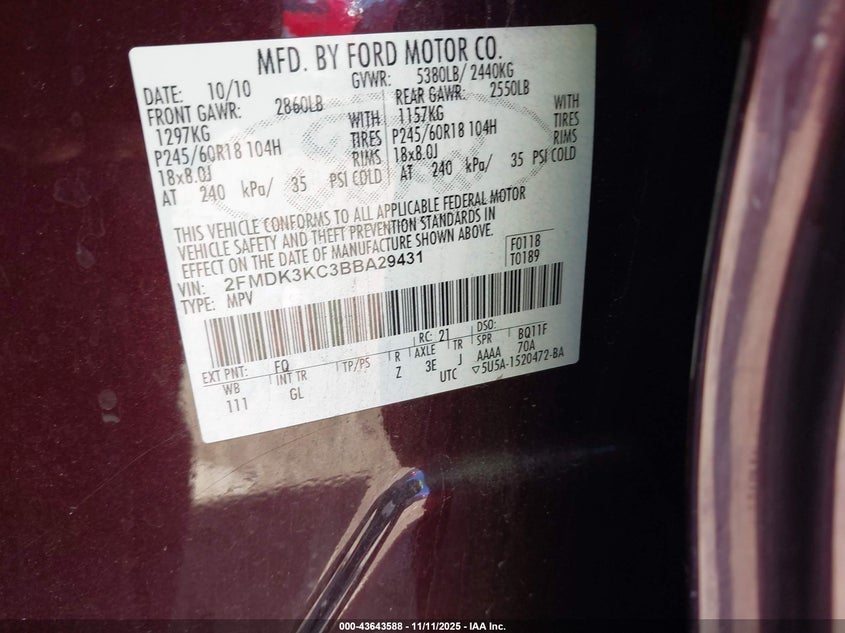 MFD. BY FORD MOTOR CO.
DATE: 10/10 GVWR: 5380LB/ 2440KG
FRONT GAWR: 2860LB REAR GAWR: 2550LB
1297KG WITH 1157KG WITH
P245/60R18 104H TIRES P245/60R18 104H TIRES
18x8.0J RIMS 18x8.0J RIMS
AT 240 kPa/ 35 PSI COLD AT 240 kPa/ 35 PSI COLD
THIS VEHICLE CONFORMS TO ALL APPLICABLE FEDERAL MOTOR
VEHICLE SAFETY AND THEFT PREVENTION STANDARDS IN
EFFECT ON THE DATE OF MANUFACTURE SHOWN ABOVE.
VIN: 2FMDK3KC3BBA29431 F0118
TYPE: MPV T0189
EXT PNT: FQ RC: 21 DSO: BQ11F
WB INT TR TP/PS R AXLE TR SPR 70A
111 GL Z 3E J AAAA
UTC ▽5U5A-1520472-BA
000-43643588 - 11/11/2025 - IAA Inc.